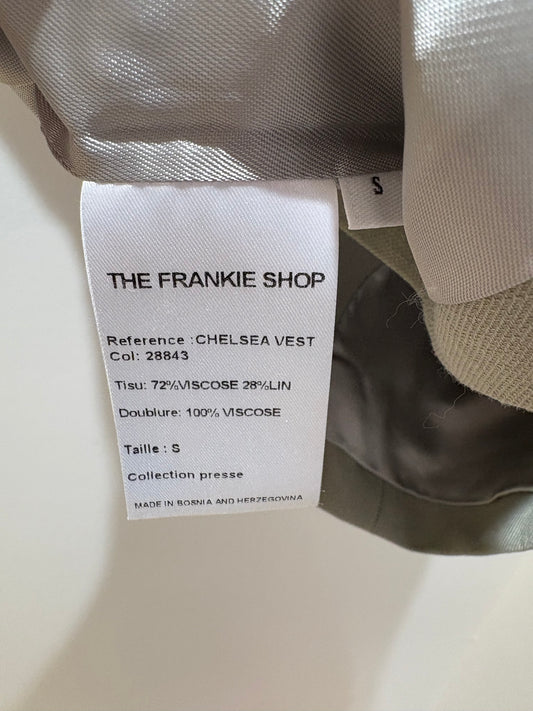 S
THE FRANKIE SHOP
Reference :CHELSEA VEST
Col: 28843
Tisu: 72%VISCOSE 28%LIN
Doublure: 100% VISCOSE
Taille : S
Collection presse
MADE IN BOSNIA AND HERZEGOVINA